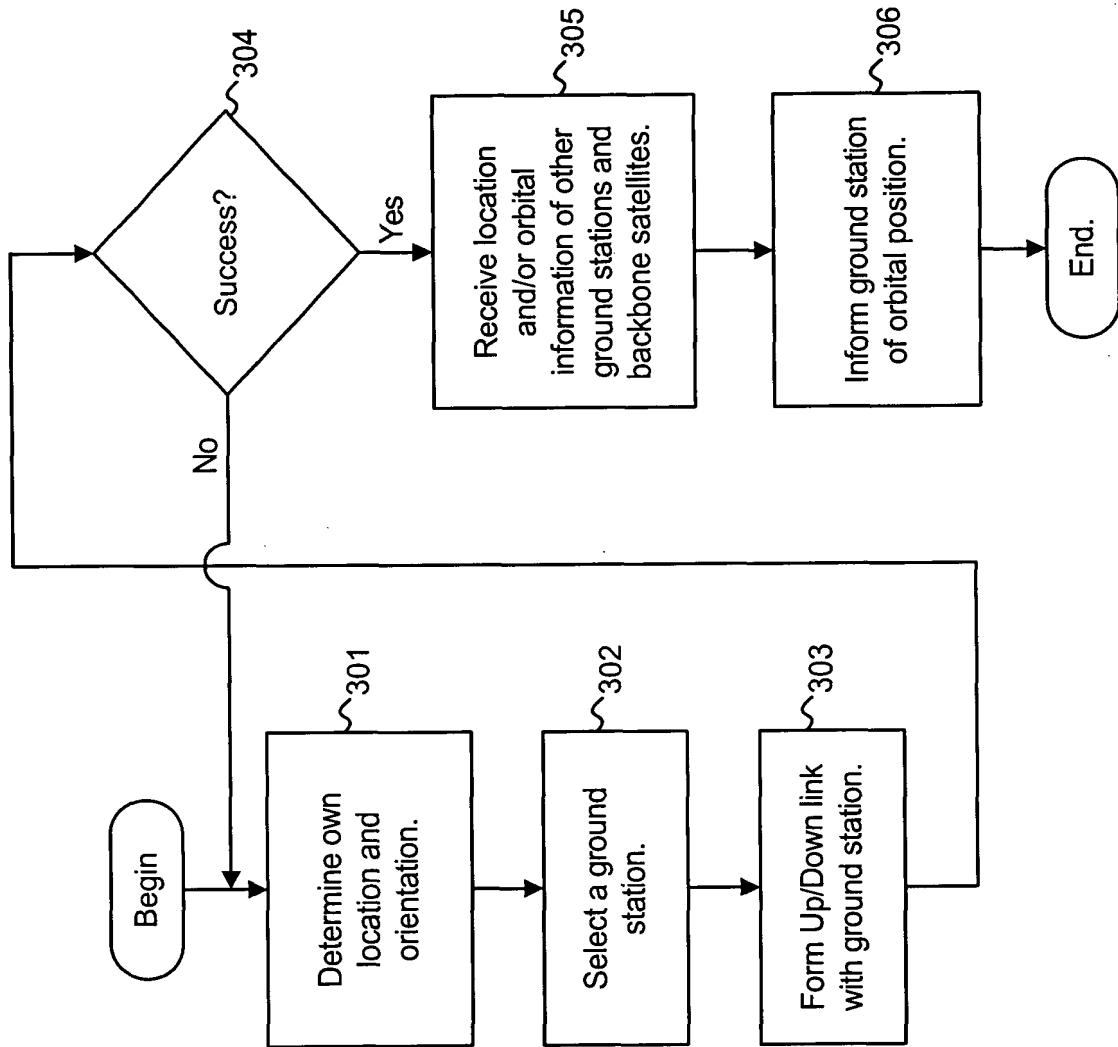 Begin
301
Determine own
location and
orientation.
302
Select a ground
station.
303
Form Up/Down link
with ground station.
304
Success?
No
Yes
305
Receive location
and/or orbital
information of other
ground stations and
backbone satellites.
306
Inform ground station
of orbital position.
End.